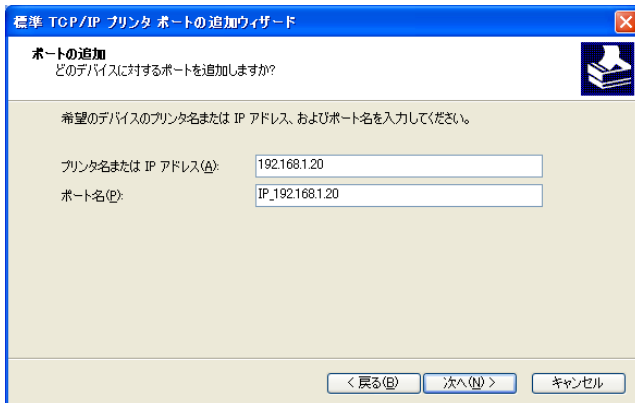 標準 TCP/IP プリンタ ポートの追加ウィザード
ポートの追加
どのデバイスに対するポートを追加しますか?
希望のデバイスのプリンタ名または IP アドレス、およびポート名を入力してください。
プリンタ名または IP アドレス(A): 192.168.1.20
ポート名(P): IP_192.168.1.20
< 戻る(B) 次へ(N) > キャンセル